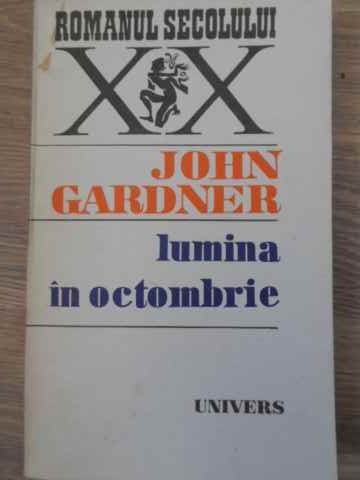 ROMANUL SECOLULUI
XX
JOHN
GARDNER
lumina
în octombrie
UNIVERS